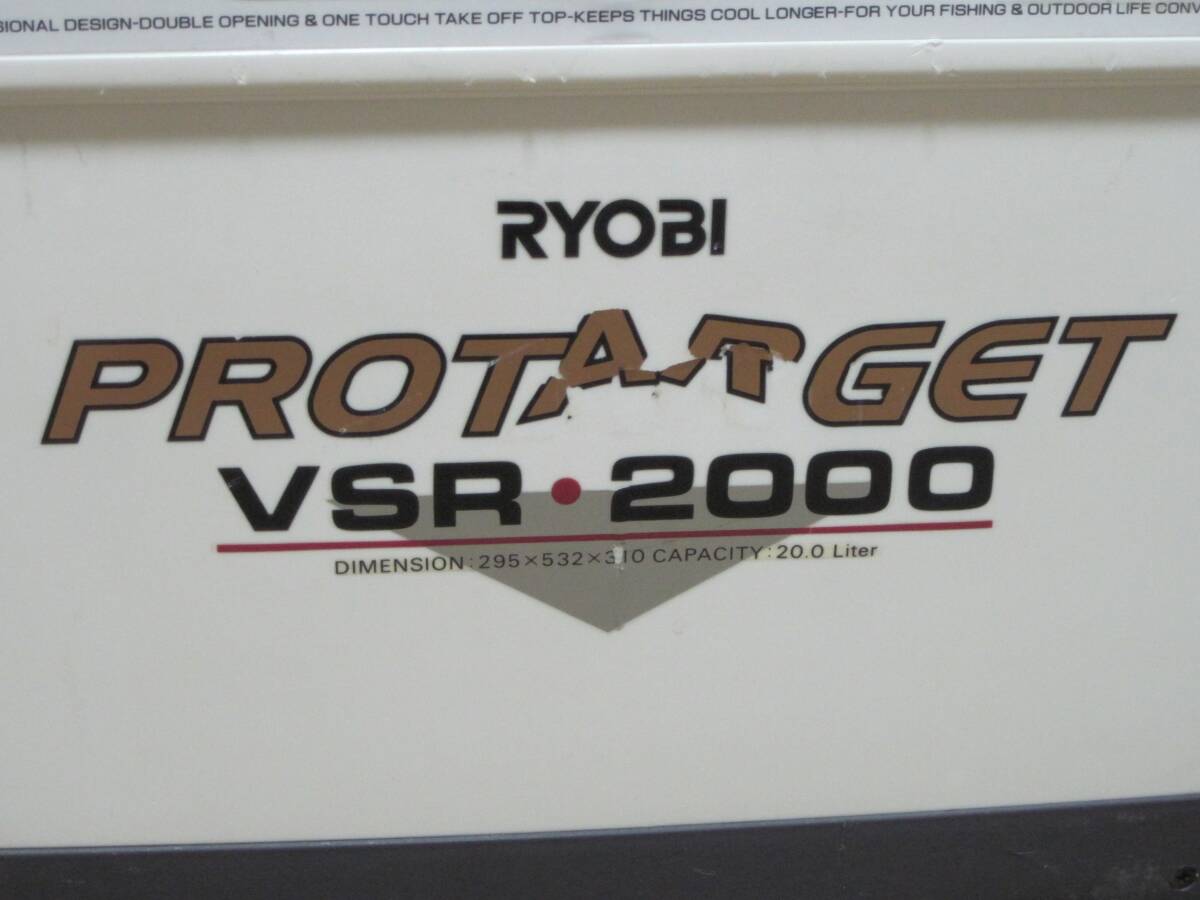 SIONAL DESIGN-DOUBLE OPENING & ONE TOUCH TAKE OFF TOP-KEEPS THINGS COOL LONGER-FOR YOUR FISHING & OUTDOOR LIFE CONV
RYOBI
PROTARGET
VSR・2000
DIMENSION:295×532×310 CAPACITY:20.0 Liter